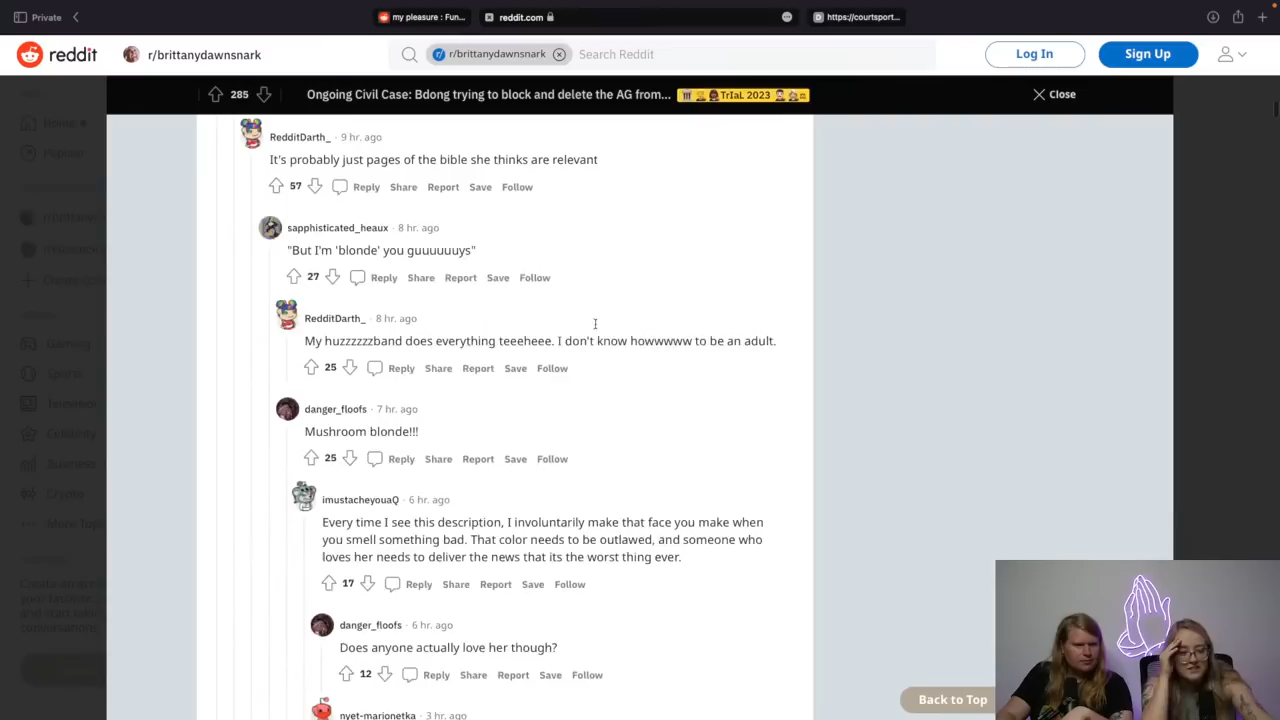 Private
my pleasure : Fun...
reddit.com
https://courtsport...
reddit
r/brittanydawnsnark
r/brittanydawnsnark
Search Reddit
Log In
Sign Up
285
Ongoing Civil Case: Bdong trying to block and delete the AG from...
TrIaL 2023
Close
RedditDarth_ · 9 hr. ago
It's probably just pages of the bible she thinks are relevant
57 Reply Share Report Save Follow
sapphisticated_heaux · 8 hr. ago
"But I'm 'blonde' you guuuuuuys"
27 Reply Share Report Save Follow
RedditDarth_ · 8 hr. ago
My huzzzzzzband does everything teeeheee. I don't know howwwww to be an adult.
25 Reply Share Report Save Follow
danger_floofs · 7 hr. ago
Mushroom blonde!!!
25 Reply Share Report Save Follow
imustacheyouaQ · 6 hr. ago
Every time I see this description, I involuntarily make that face you make when
you smell something bad. That color needs to be outlawed, and someone who
loves her needs to deliver the news that its the worst thing ever.
17 Reply Share Report Save Follow
danger_floofs · 6 hr. ago
Does anyone actually love her though?
12 Reply Share Report Save Follow
nyet-marionetka · 3 hr. ago
Back to Top
Home
Popular
Gaming
Sports
Television
Celebrity
Business
Crypto